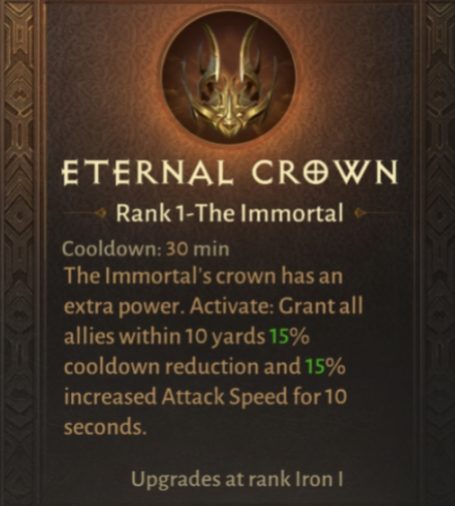 ETERNAL CROWN
Rank 1-The Immortal
Cooldown: 30 min
The Immortal's crown has an
extra power. Activate: Grant all
allies within 10 yards 15%
cooldown reduction and 15%
increased Attack Speed for 10
seconds.
Upgrades at rank Iron I